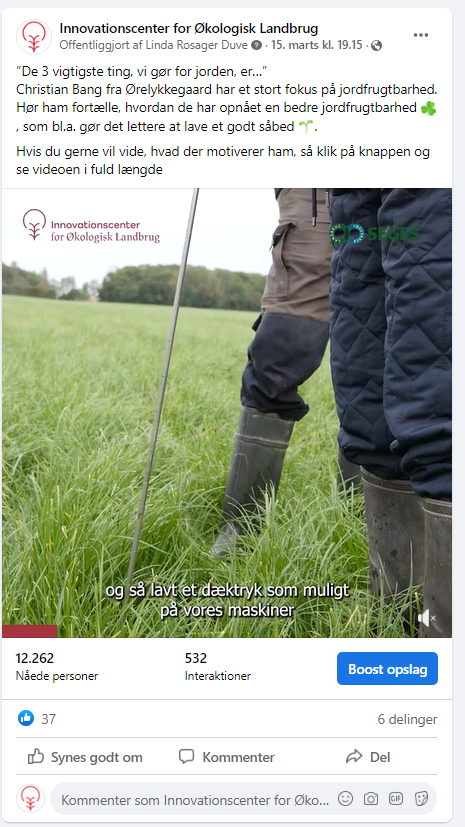 Innovationscenter for Økologisk Landbrug
Offentliggjort af Linda Rosager Duve · 15. marts kl. 19.15 ·
"De 3 vigtigste ting, vi gør for jorden, er..."
Christian Bang fra Ørelykkegaard har et stort fokus på jordfrugtbarhed.
Hør ham fortælle, hvordan de har opnået en bedre jordfrugtbarhed 🍀
, som bl.a. gør det lettere at lave et godt såbed 🌱.
Hvis du gerne vil vide, hvad der motiverer ham, så klik på knappen og
se videoen i fuld længde
Innovationscenter
for Økologisk Landbrug
SEGES
og så lavt et dæktryk som muligt
på vores maskiner
12.262
Nåede personer
532
Interaktioner
Boost opslag
37
6 delinger
Synes godt om
Kommenter
Del
Kommenter som Innovationscenter for Øko...
GIF